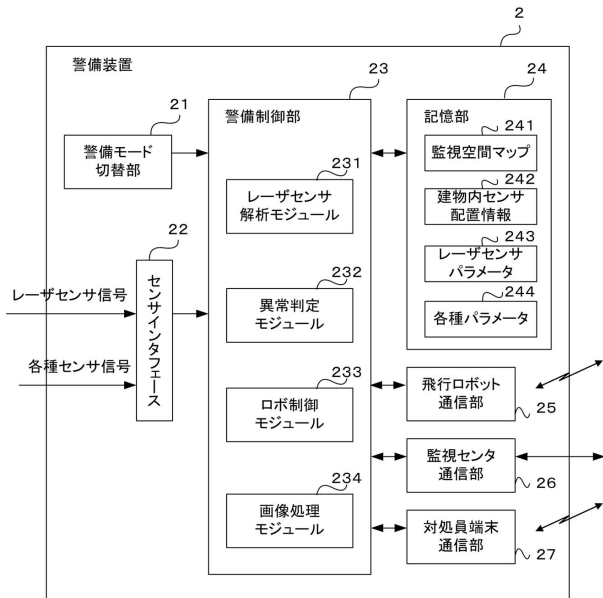 2
警備装置
23
24
21
警備制御部
記憶部
警備モード
切替部
241
監視空間マップ
231
レーザセンサ
解析モジュール
242
建物内センサ
配置情報
22
243
レーザセンサ
パラメータ
センサインタフェース
232
異常判定
モジュール
244
各種パラメータ
レーザセンサ信号
各種センサ信号
233
ロボ制御
モジュール
飛行ロボット
通信部
25
監視センタ
通信部
26
234
画像処理
モジュール
対処員端末
通信部
27